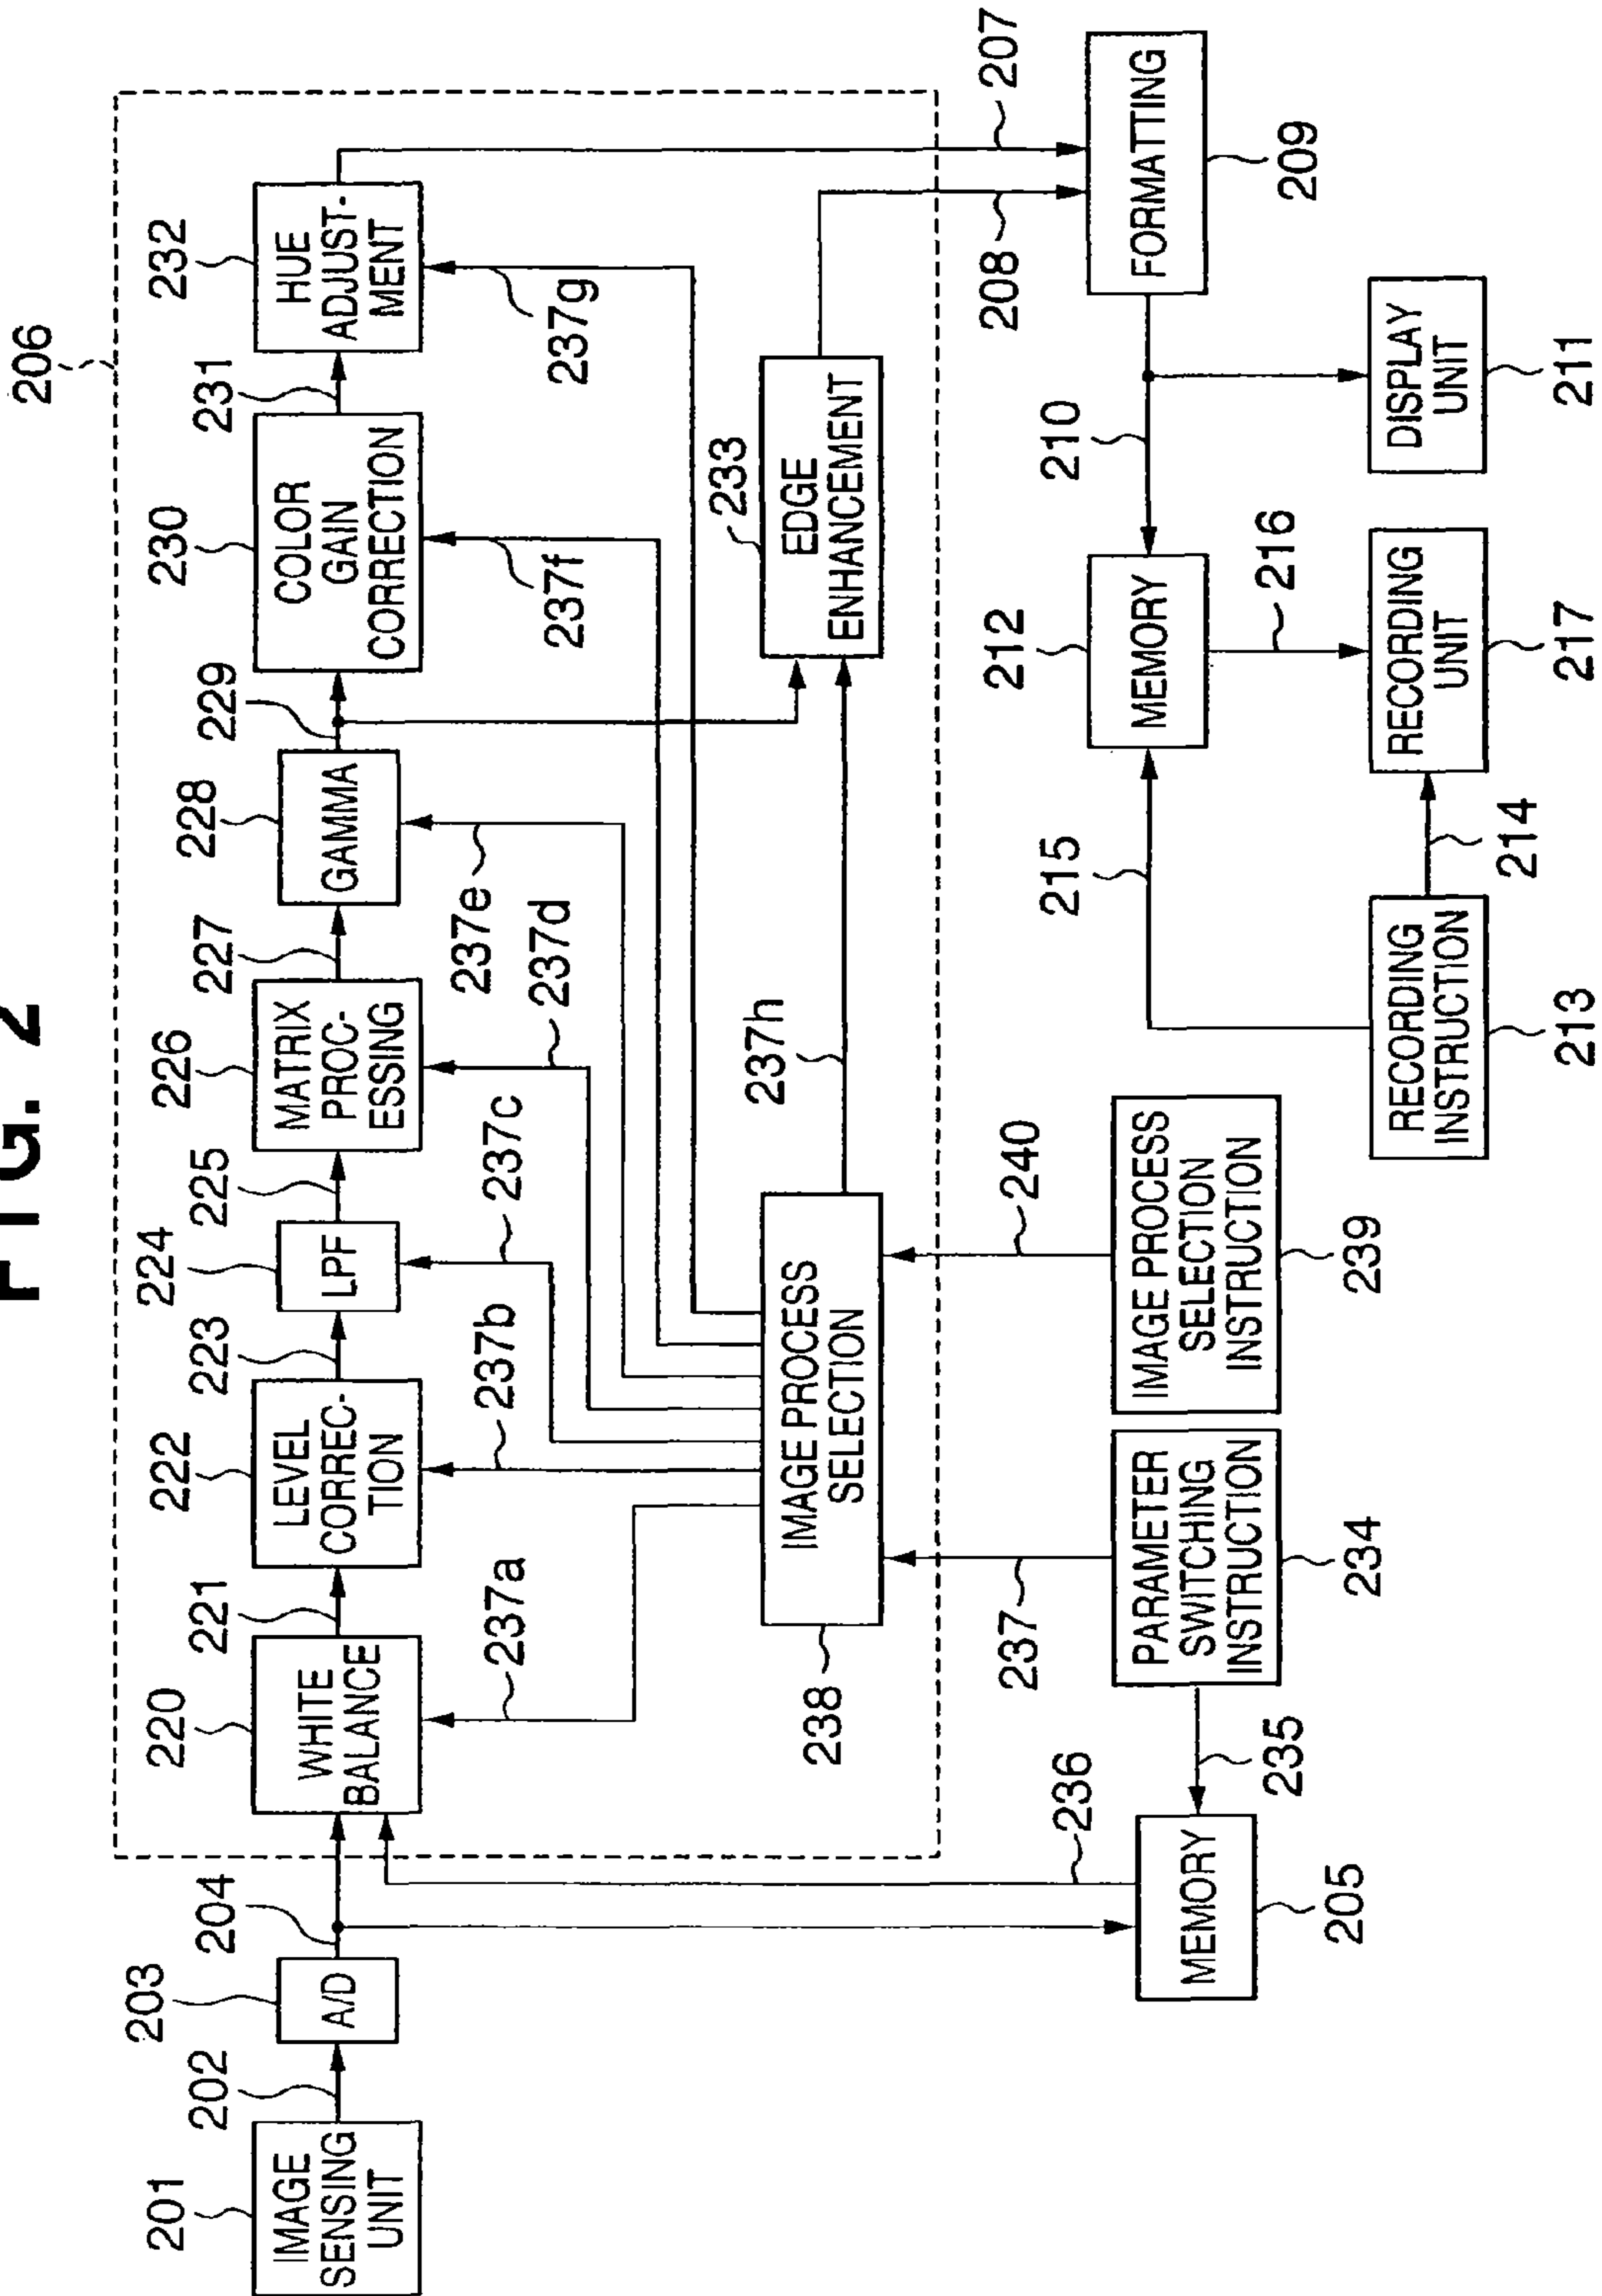 FIG. 2
206
201
IMAGE
SENSING
UNIT
202
203
A/D
204
220
WHITE
BALANCE
221
222
LEVEL
CORREC-
TION
223
224
LPF
225
226
MATRIX
PROC-
ESSING
227
228
GAMMA
229
230
COLOR
GAIN
CORRECTION
231
232
HUE
ADJUST-
MENT
237a
237b
237c
237d
237e
237f
237g
238
IMAGE PROCESS
SELECTION
237h
233
EDGE
ENHANCEMENT
208
207
236
237
240
MEMORY
205
235
PARAMETER
SWITCHING
INSTRUCTION
234
IMAGE PROCESS
SELECTION
INSTRUCTION
239
215
212
MEMORY
210
FORMATTING
209
216
RECORDING
INSTRUCTION
213
214
RECORDING
UNIT
217
DISPLAY
UNIT
211